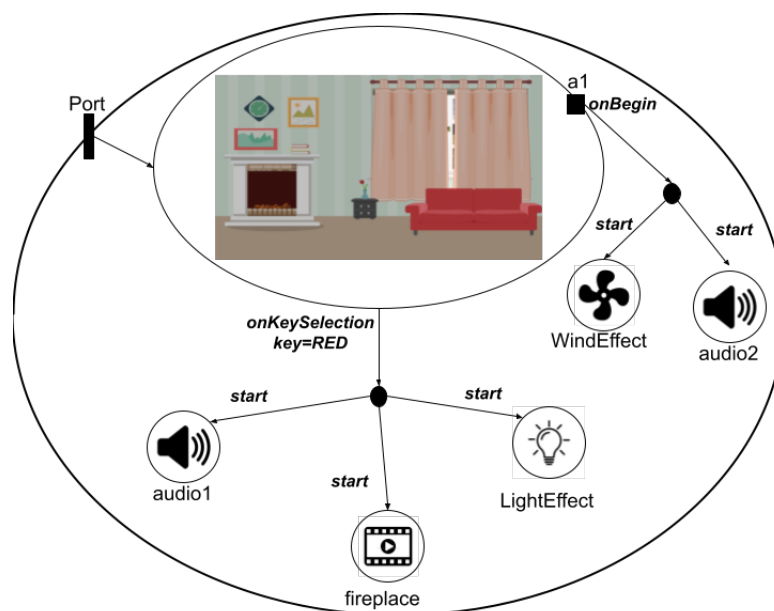 Port
a1
onBegin
start
start
WindEffect
audio2
onKeySelection
key=RED
start
start
start
audio1
LightEffect
fireplace